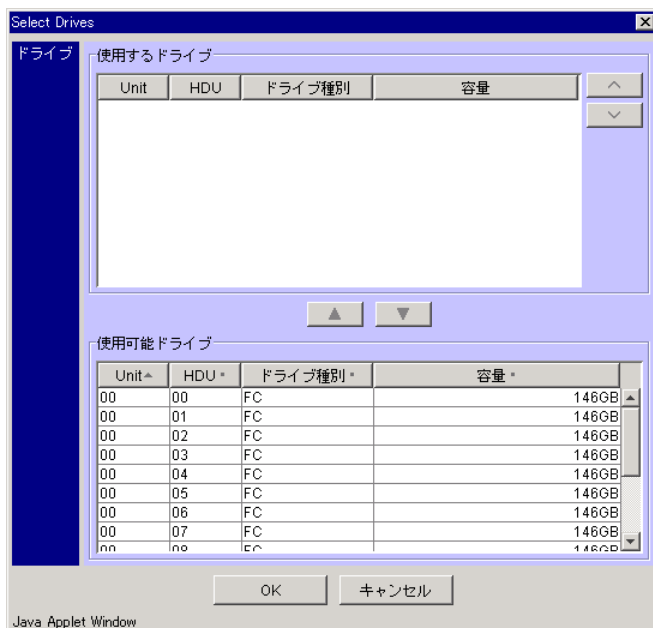 Select Drives
ドライブ
使用するドライブ
Unit HDU ドライブ種別 容量
使用可能ドライブ
Unit HDU ドライブ種別 容量
00 00 FC 146GB
00 01 FC 146GB
00 02 FC 146GB
00 03 FC 146GB
00 04 FC 146GB
00 05 FC 146GB
00 06 FC 146GB
00 07 FC 146GB
00 08 FC 146GB
OK キャンセル
Java Applet Window